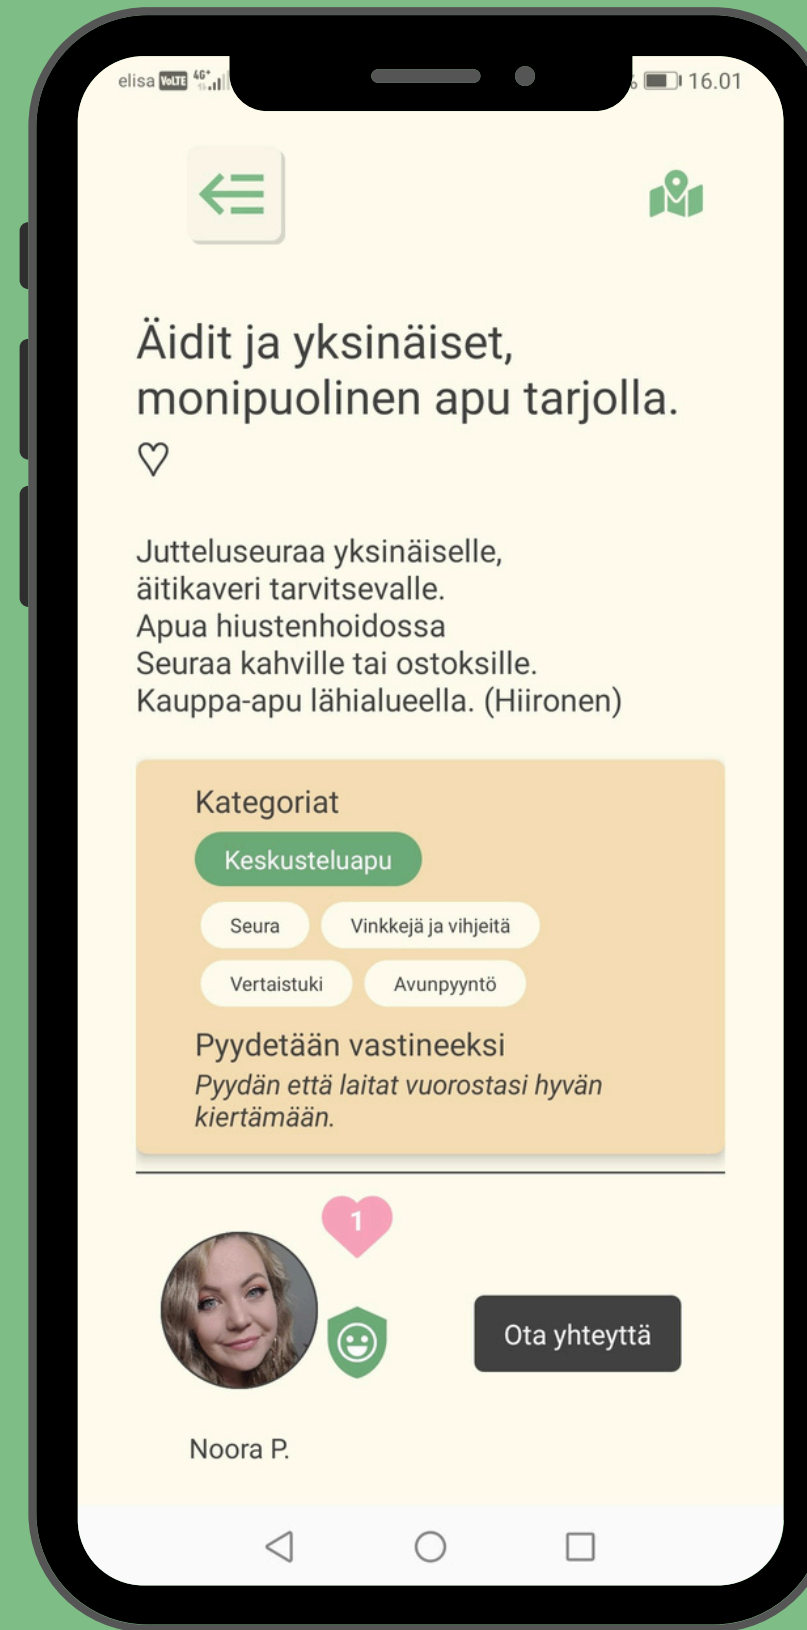 elisa VoLTE 4G+ 16.01
Äidit ja yksinäiset,
monipuolinen apu tarjolla.
♡
Jutteluseuraa yksinäiselle,
äitikaveri tarvitsevalle.
Apua hiustenhoidossa
Seuraa kahville tai ostoksille.
Kauppa-apu lähialueella. (Hiironen)
Kategoriat
Keskusteluapu
Seura Vinkkejä ja vihjeitä
Vertaistuki Avunpyyntö
Pyydetään vastineeksi
Pyydän että laitat vuorostasi hyvän
kiertämään.
1
Ota yhteyttä
Noora P.